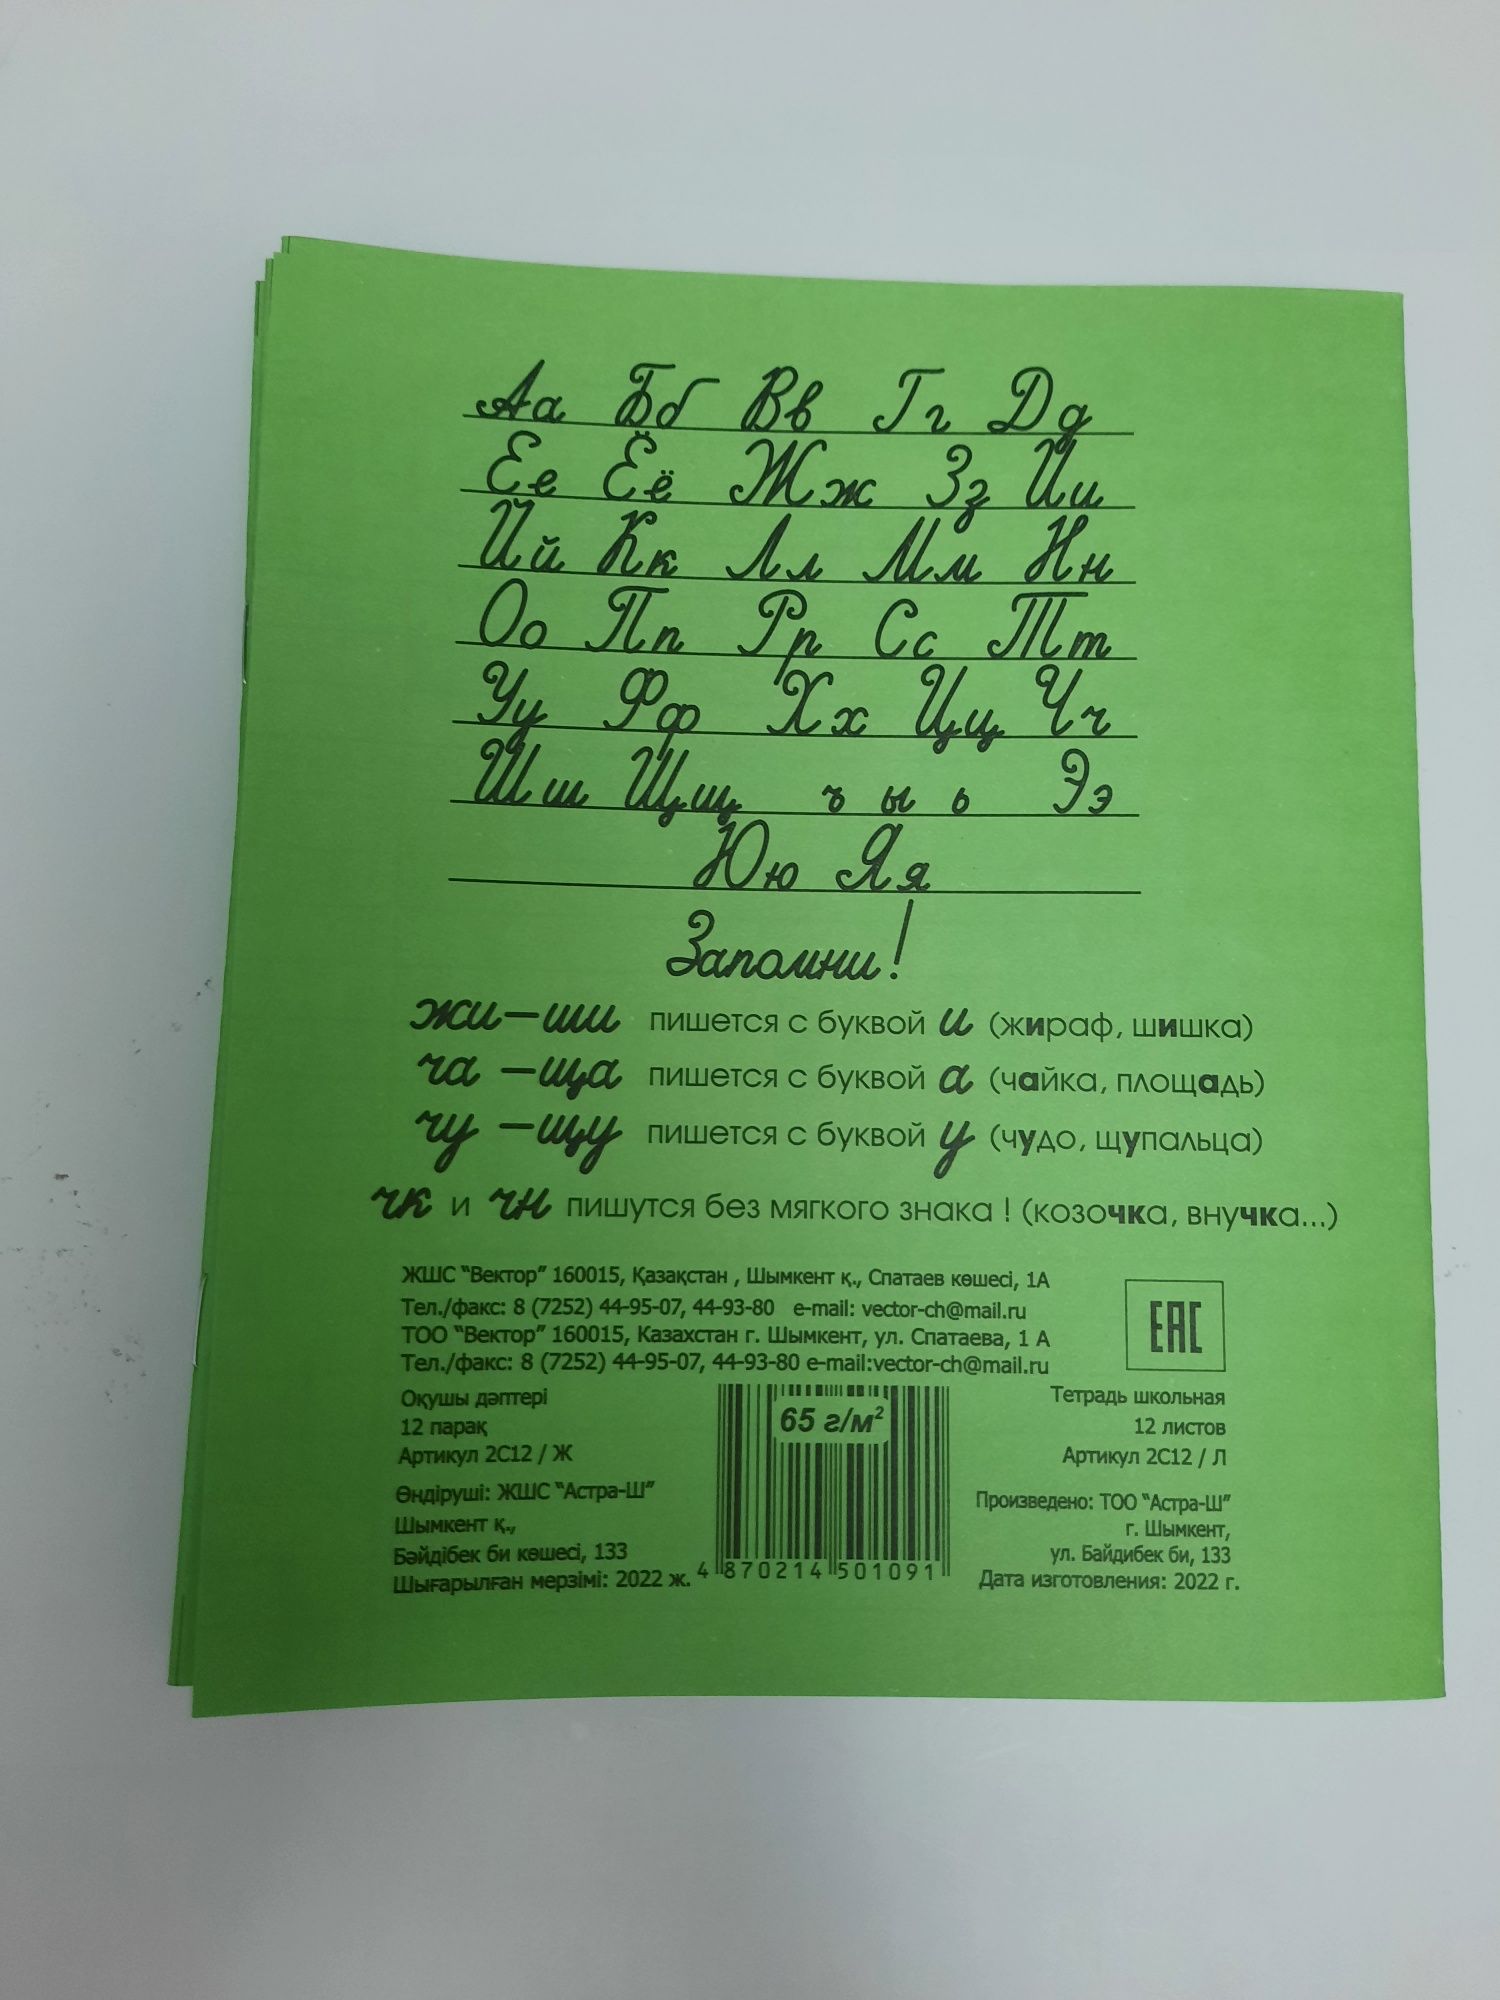 Аа Бб Вв Гг Дд
Ее Ёё Жж Зз Ии
Йй Кк Лл Мм Нн
Оо Пп Рр Сс Тт
Уу Фф Хх Цц Чч
Шш Щщ ъ ы ь Ээ
Юю Яя
Запомни!
жи-ши пишется с буквой и (жираф, шишка)
ча -ща пишется с буквой а (чайка, площадь)
чу -щу пишется с буквой у (чудо, щупальца)
чк и чн пишутся без мягкого знака ! (козочка, внучка...)
ЖШС "Вектор" 160015, Қазақстан , Шымкент қ., Спатаев көшесі, 1А
Тел./факс: 8 (7252) 44-95-07, 44-93-80 e-mail: vector-ch@mail.ru
ТОО "Вектор" 160015, Казахстан г. Шымкент, ул. Спатаева, 1 А
Тел./факс: 8 (7252) 44-95-07, 44-93-80 e-mail:vector-ch@mail.ru
EAC
Оқушы дәптері
12 парақ
Артикул 2С12 / Ж
Өндіруші: ЖШС "Астра-Ш"
Шымкент қ.,
Бәйдібек би көшесі, 133
Шығарылған мерзімі: 2022 ж.
65 г/м²
4 870214 501091
Тетрадь школьная
12 листов
Артикул 2С12 / Л
Произведено: ТОО "Астра-Ш"
г. Шымкент,
ул. Байдибек би, 133
Дата изготовления: 2022 г.